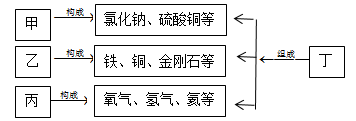 甲 构成 氯化钠、硫酸铜等
乙 构成 铁、铜、金刚石等 组成 丁
丙 构成 氧气、氢气、氦等